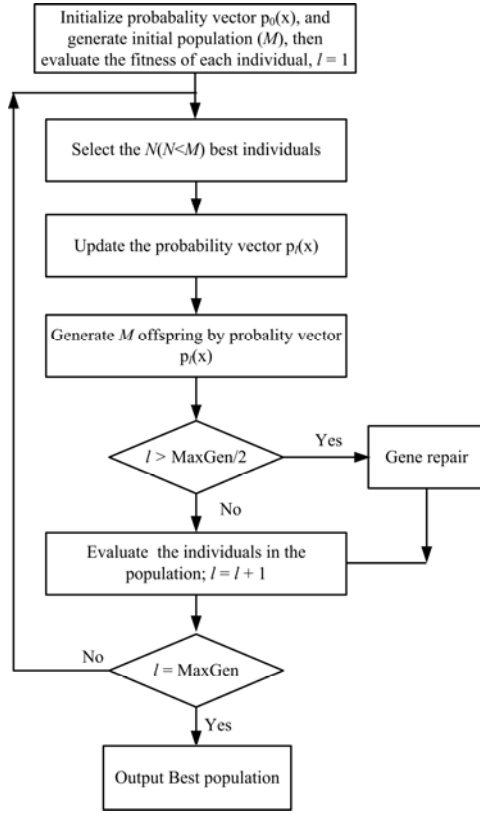 Initialize probabality vector p₀(x), and
generate initial population (M), then
evaluate the fitness of each individual, l = 1
Select the N(N<M) best individuals
Update the probability vector pₗ(x)
Generate M offspring by probality vector
pₗ(x)
l > MaxGen/2
Yes
Gene repair
No
Evaluate the individuals in the
population; l = l + 1
No
l = MaxGen
Yes
Output Best population